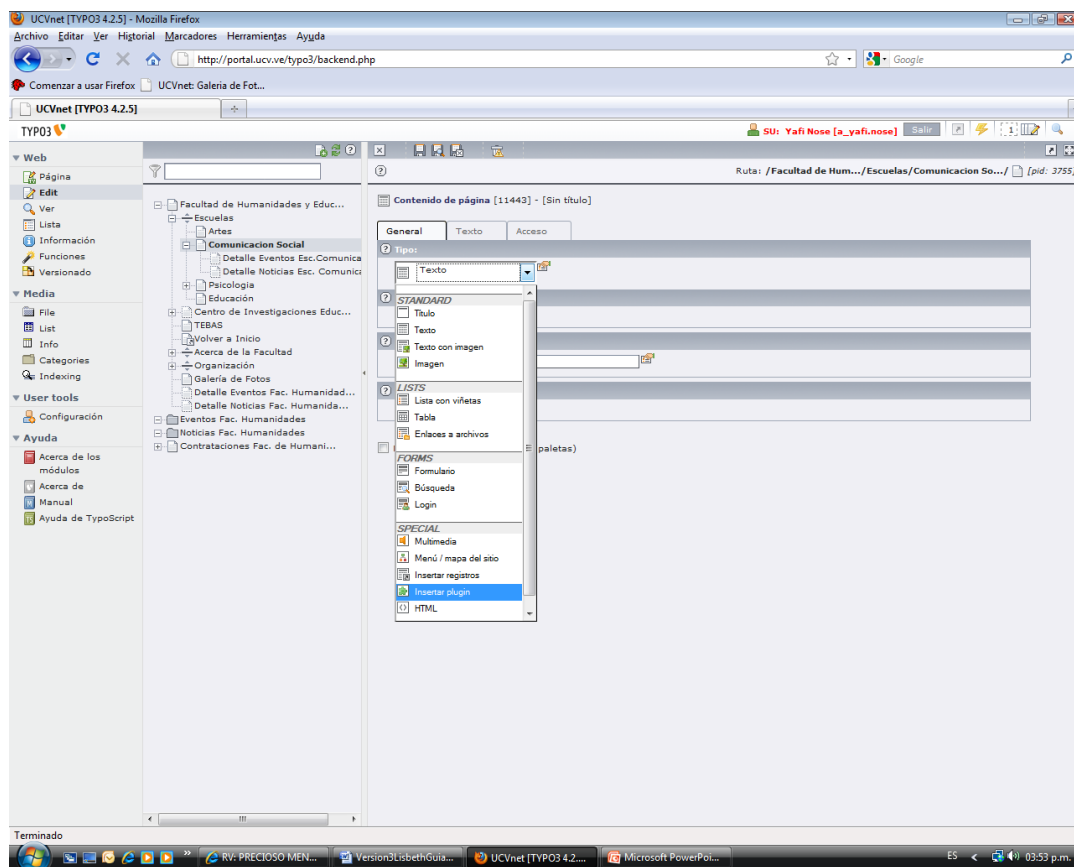 UCVnet [TYPO3 4.2.5] - Mozilla Firefox
Archivo Editar Ver Historial Marcadores Herramientas Ayuda
http://portal.ucv.ve/typo3/backend.php
Google
Comenzar a usar Firefox UCVnet: Galeria de Fot...
UCVnet [TYPO3 4.2.5]
TYPO3
SU: Yafi Nose [a_yafi.nose] Salir 1
Web
Página
Edit
Ver
Lista
Información
Funciones
Versionado
Media
File
List
Info
Categories
Indexing
User tools
Configuración
Ayuda
Acerca de los
módulos
Acerca de
Manual
Ayuda de TypoScript
Facultad de Humanidades y Educ...
Escuelas
Artes
Comunicacion Social
Detalle Eventos Esc.Comunica
Detalle Noticias Esc. Comunica
Psicologia
Educación
Centro de Investigaciones Educ...
TEBAS
Volver a Inicio
Acerca de la Facultad
Organización
Galería de Fotos
Detalle Eventos Fac. Humanidad...
Detalle Noticias Fac. Humanida...
Eventos Fac. Humanidades
Noticias Fac. Humanidades
Contrataciones Fac. de Humani...
Ruta: /Facultad de Hum.../Escuelas/Comunicacion So.../ [pid: 3755]
Contenido de página [11443] - [Sin título]
General Texto Acceso
Tipo:
Texto
STANDARD
Título
Texto
Texto con imagen
Imagen
LISTS
Lista con viñetas
Tabla
Enlaces a archivos
FORMS
Formulario
Búsqueda
Login
SPECIAL
Multimedia
Menú / mapa del sitio
Insertar registros
Insertar plugin
HTML
paletas)
Terminado
RV: PRECIOSO MEN... Version3LisbethGuia... UCVnet [TYPO3 4.2.... Microsoft PowerPoi... ES 03:53 p.m.